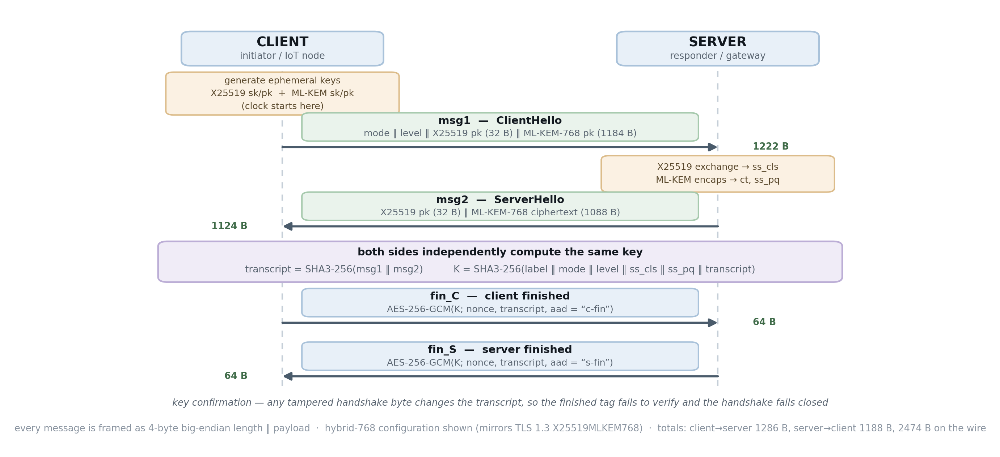 CLIENT
initiator / IoT node
SERVER
responder / gateway
generate ephemeral keys
X25519 sk/pk + ML-KEM sk/pk
(clock starts here)
msg1 — ClientHello
mode ‖ level ‖ X25519 pk (32 B) ‖ ML-KEM-768 pk (1184 B)
1222 B
X25519 exchange → ss_cls
ML-KEM encaps → ct, ss_pq
msg2 — ServerHello
X25519 pk (32 B) ‖ ML-KEM-768 ciphertext (1088 B)
1124 B
both sides independently compute the same key
transcript = SHA3-256(msg1 ‖ msg2) K = SHA3-256(label ‖ mode ‖ level ‖ ss_cls ‖ ss_pq ‖ transcript)
fin_C — client finished
AES-256-GCM(K; nonce, transcript, aad = “c-fin”)
64 B
fin_S — server finished
AES-256-GCM(K; nonce, transcript, aad = “s-fin”)
64 B
key confirmation — any tampered handshake byte changes the transcript, so the finished tag fails to verify and the handshake fails closed
every message is framed as 4-byte big-endian length ‖ payload · hybrid-768 configuration shown (mirrors TLS 1.3 X25519MLKEM768) · totals: client→server 1286 B, server→client 1188 B, 2474 B on the wire